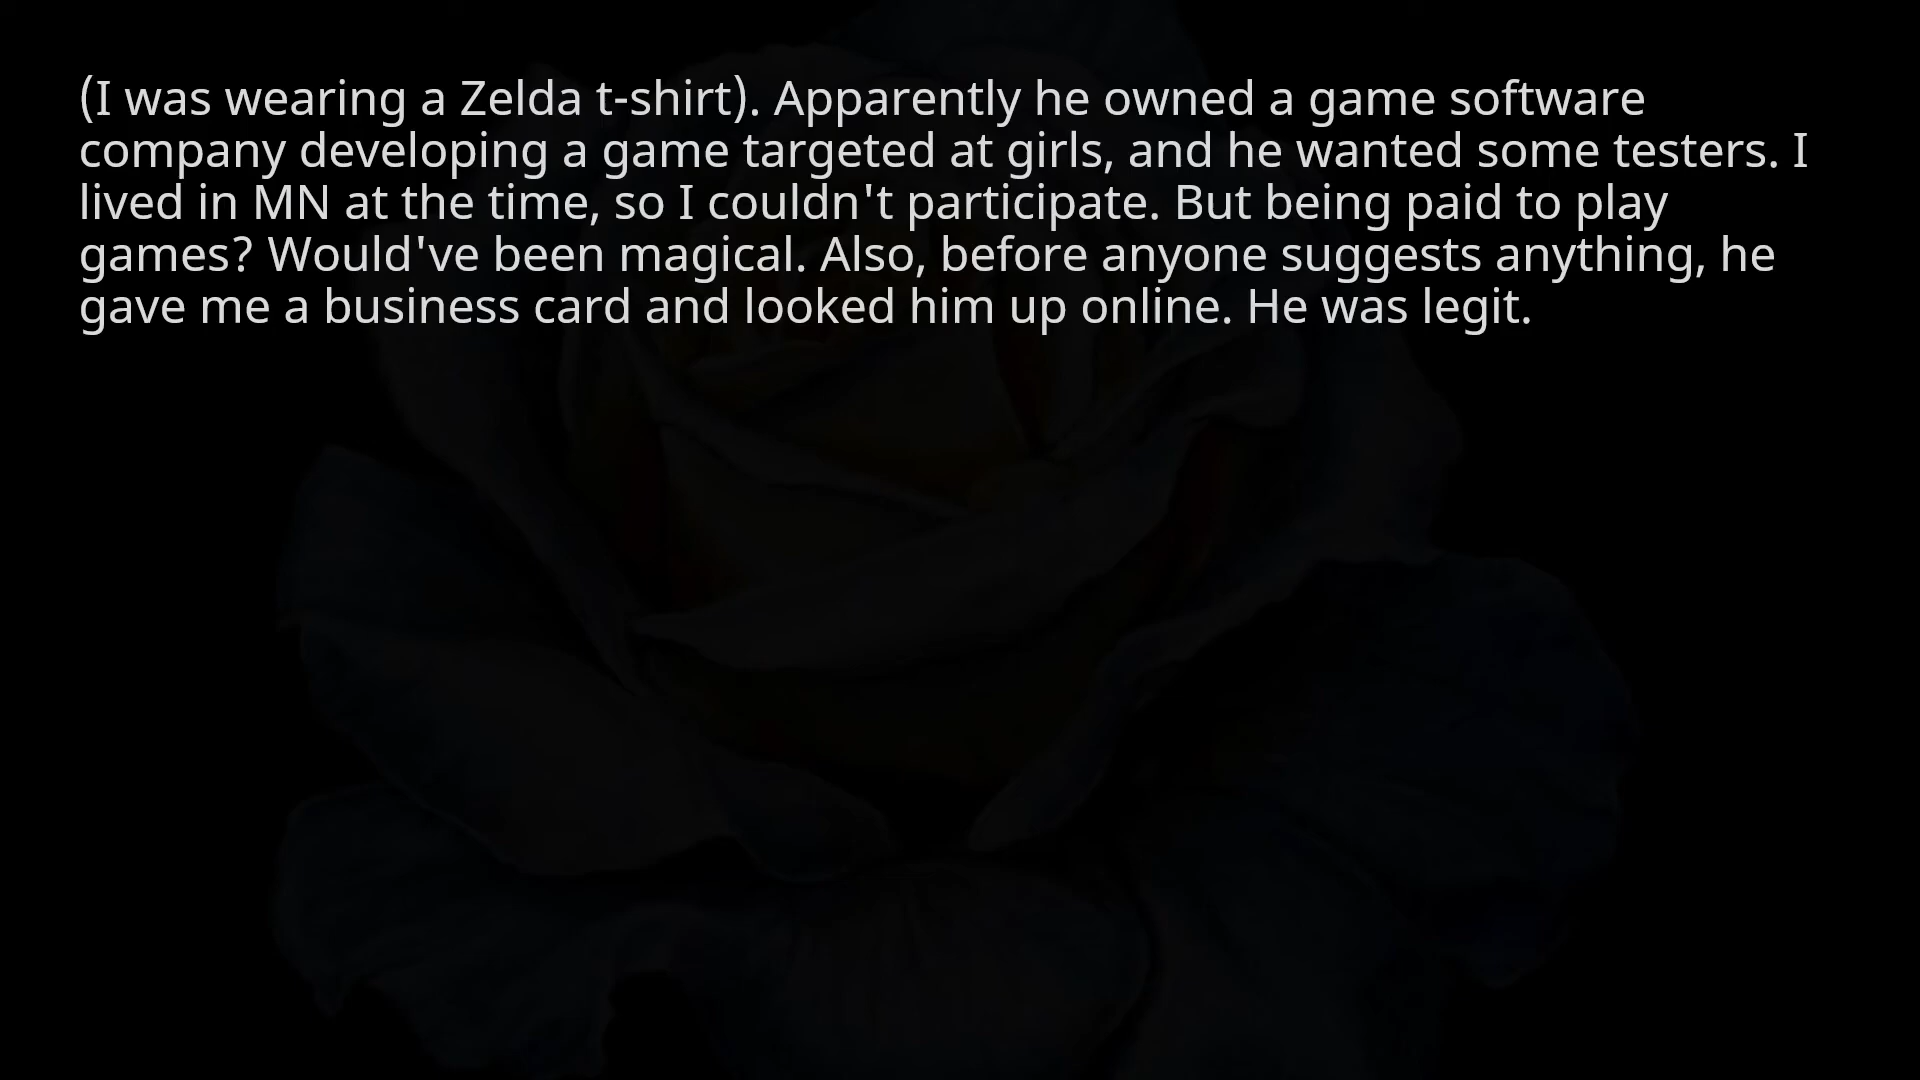 (I was wearing a Zelda t-shirt). Apparently he owned a game software
company developing a game targeted at girls, and he wanted some testers. I
lived in MN at the time, so I couldn't participate. But being paid to play
games? Would've been magical. Also, before anyone suggests anything, he
gave me a business card and looked him up online. He was legit.